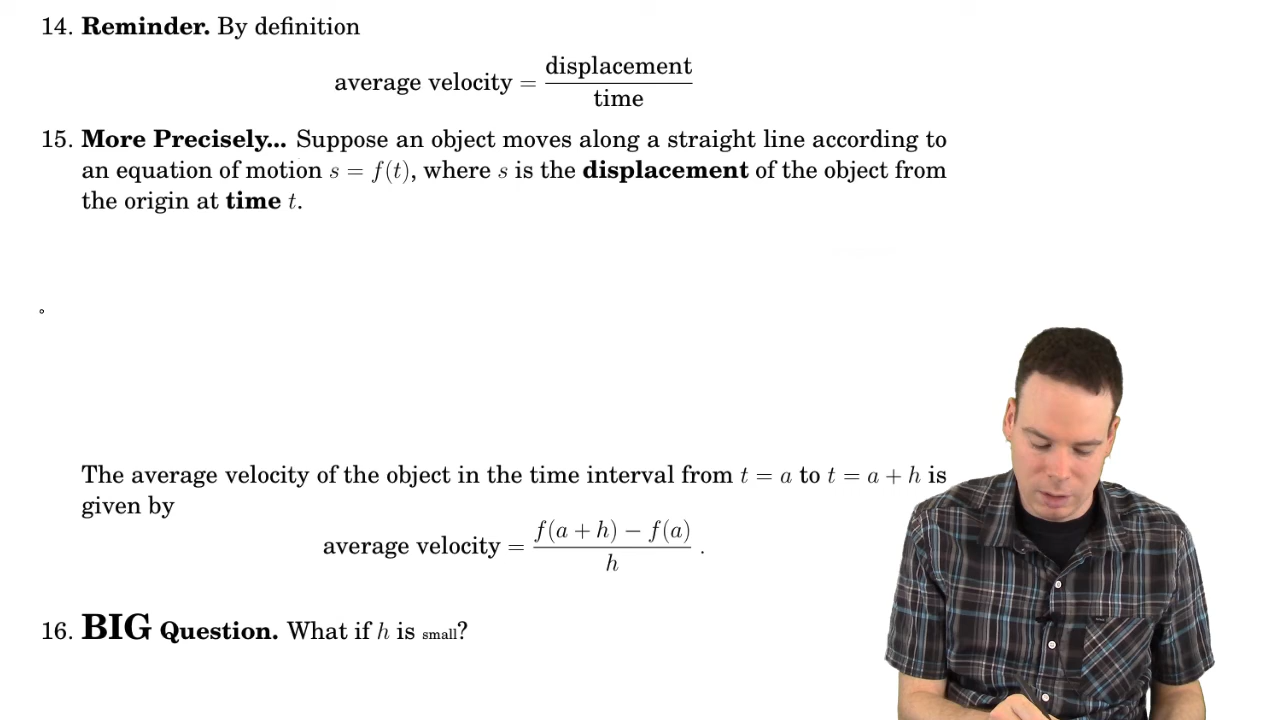 14. Reminder. By definition
average velocity = displacement / time
15. More Precisely... Suppose an object moves along a straight line according to
an equation of motion s = f(t), where s is the displacement of the object from
the origin at time t.
The average velocity of the object in the time interval from t = a to t = a + h is
given by
average velocity = f(a + h) − f(a) / h .
16. BIG Question. What if h is small?